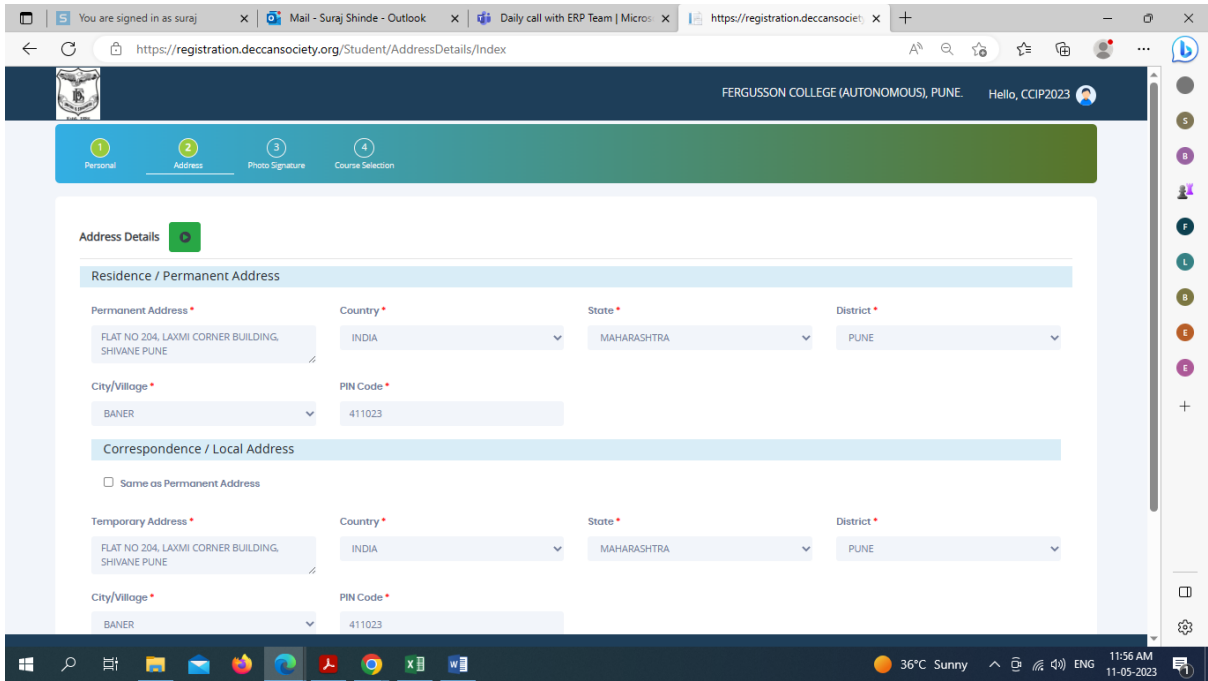 You are signed in as suraj
Mail - Suraj Shinde - Outlook
Daily call with ERP Team | Micros
https://registration.deccansociet
https://registration.deccansociety.org/Student/AddressDetails/Index
FERGUSSON COLLEGE (AUTONOMOUS), PUNE. Hello, CCIP2023
1 2 3 4
Personal Address Photo Signature Course Selection
Address Details
Residence / Permanent Address
Permanent Address * Country * State * District *
FLAT NO 204, LAXMI CORNER BUILDING, SHIVANE PUNE
INDIA MAHARASHTRA PUNE
City/Village * PIN Code *
BANER 411023
Correspondence / Local Address
Same as Permanent Address
Temporary Address * Country * State * District *
FLAT NO 204, LAXMI CORNER BUILDING, SHIVANE PUNE
INDIA MAHARASHTRA PUNE
City/Village * PIN Code *
BANER 411023
S
B
F
L
B
E
E
36°C Sunny ENG
11:56 AM
11-05-2023